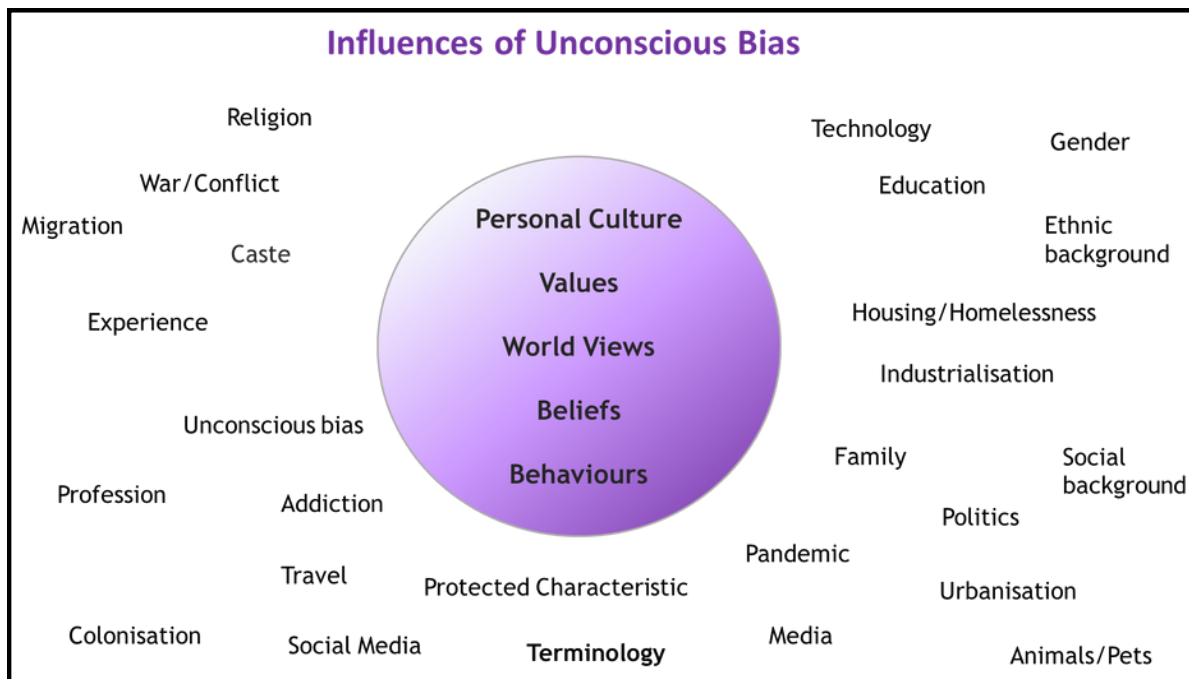 Influences of Unconscious Bias
Religion
War/Conflict
Migration
Caste
Experience
Unconscious bias
Profession
Addiction
Travel
Colonisation
Social Media
Personal Culture
Values
World Views
Beliefs
Behaviours
Protected Characteristic
Terminology
Technology
Gender
Education
Ethnic
background
Housing/Homelessness
Industrialisation
Family
Social
background
Politics
Pandemic
Urbanisation
Media
Animals/Pets